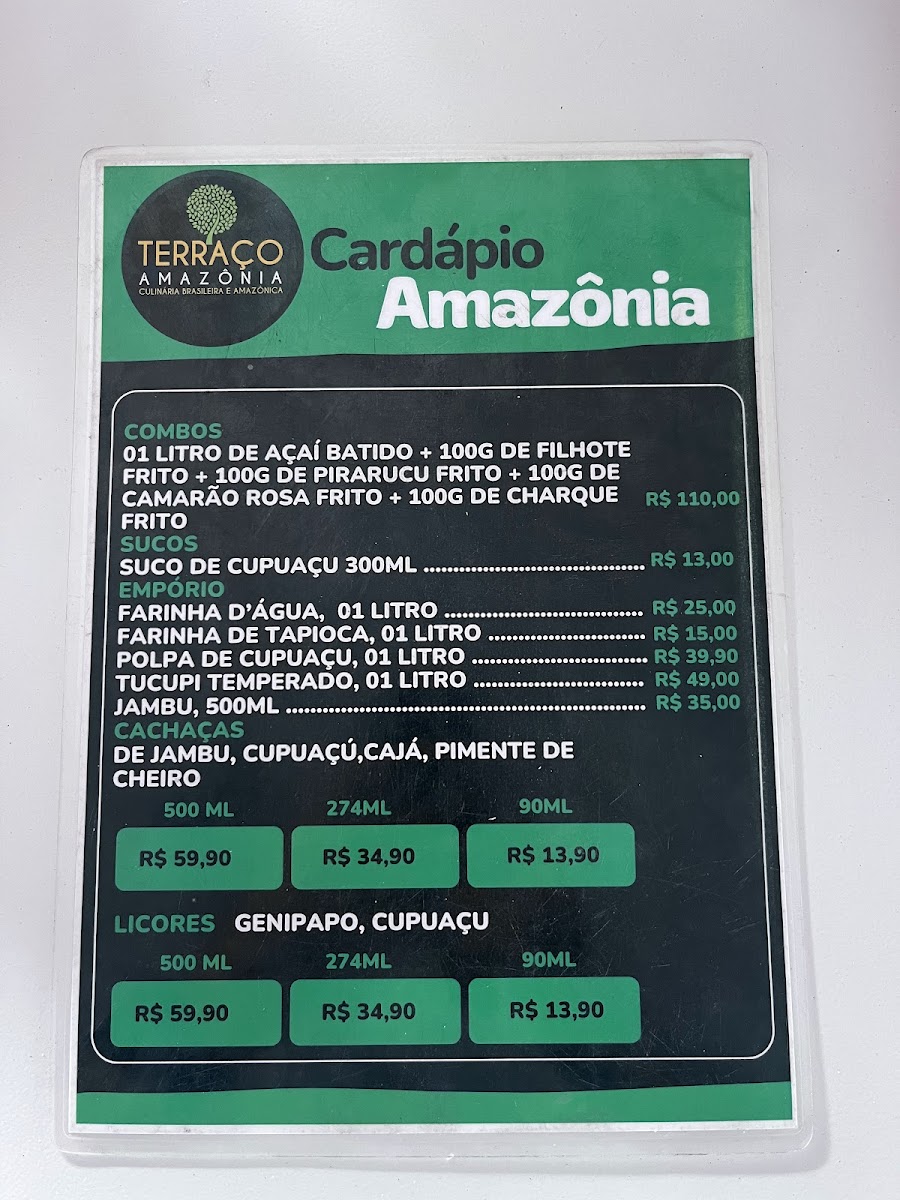 TERRAÇO
AMAZÔNIA
CULINÁRIA BRASILEIRA E AMAZÔNICA
Cardápio
Amazônia
COMBOS
01 LITRO DE AÇAÍ BATIDO + 100G DE FILHOTE
FRITO + 100G DE PIRARUCU FRITO + 100G DE
CAMARÃO ROSA FRITO + 100G DE CHARQUE R$ 110,00
FRITO
SUCOS
SUCO DE CUPUAÇU 300ML ........................................ R$ 13,00
EMPÓRIO
FARINHA D'ÁGUA, 01 LITRO .................................... R$ 25,00
FARINHA DE TAPIOCA, 01 LITRO ............................ R$ 15,00
POLPA DE CUPUAÇU, 01 LITRO ............................... R$ 39,90
TUCUPI TEMPERADO, 01 LITRO ............................... R$ 49,00
JAMBU, 500ML ................................................................. R$ 35,00
CACHAÇAS
DE JAMBU, CUPUAÇÚ,CAJÁ, PIMENTE DE
CHEIRO
500 ML 274ML 90ML
R$ 59,90 R$ 34,90 R$ 13,90
LICORES GENIPAPO, CUPUAÇU
500 ML 274ML 90ML
R$ 59,90 R$ 34,90 R$ 13,90